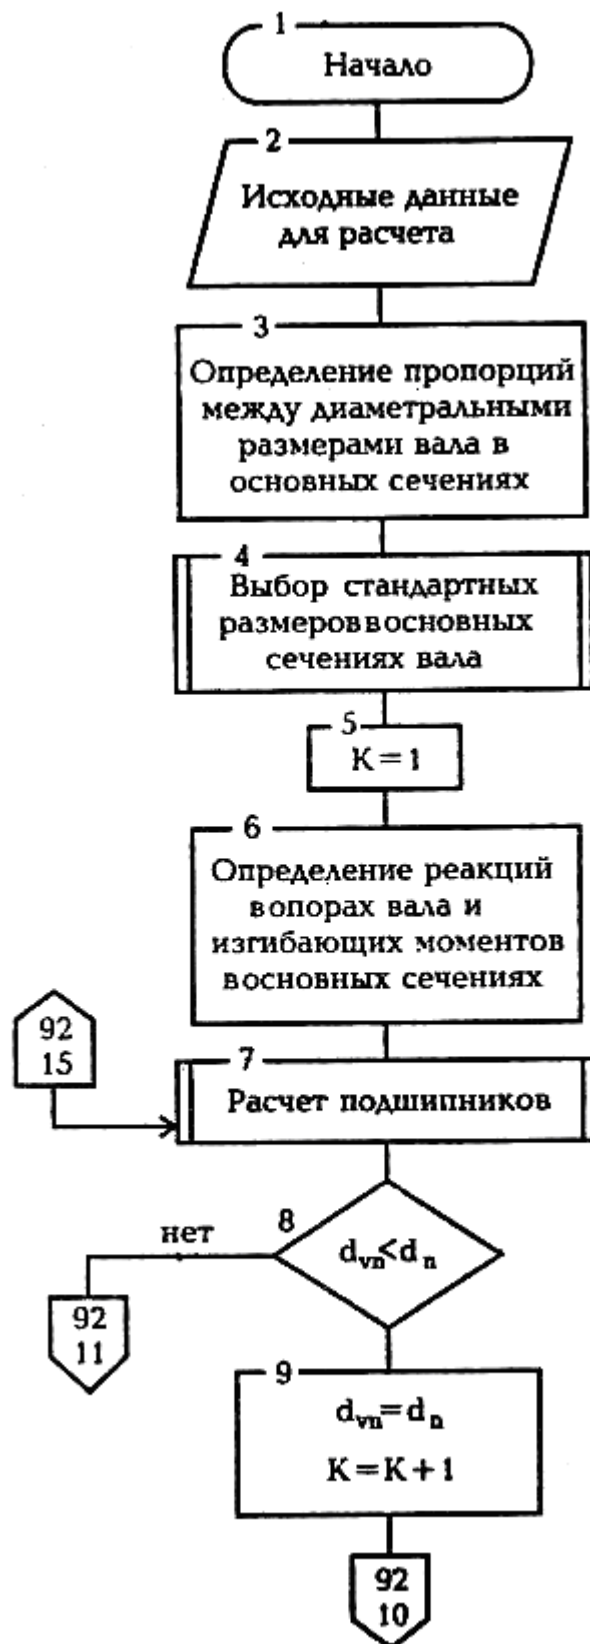 1
Начало
2
Исходные данные
для расчета
3
Определение пропорций
между диаметральными
размерами вала в
основных сечениях
4
Выбор стандартных
размероввосновных
сечениях вала
5
K = 1
6
Определение реакций
вопорах вала и
изгибающих моментов
восновных сечениях
92
15
7
Расчет подшипников
8
нет
d_vn<d_n
92
11
9
d_vn=d_n
K = K + 1
92
10